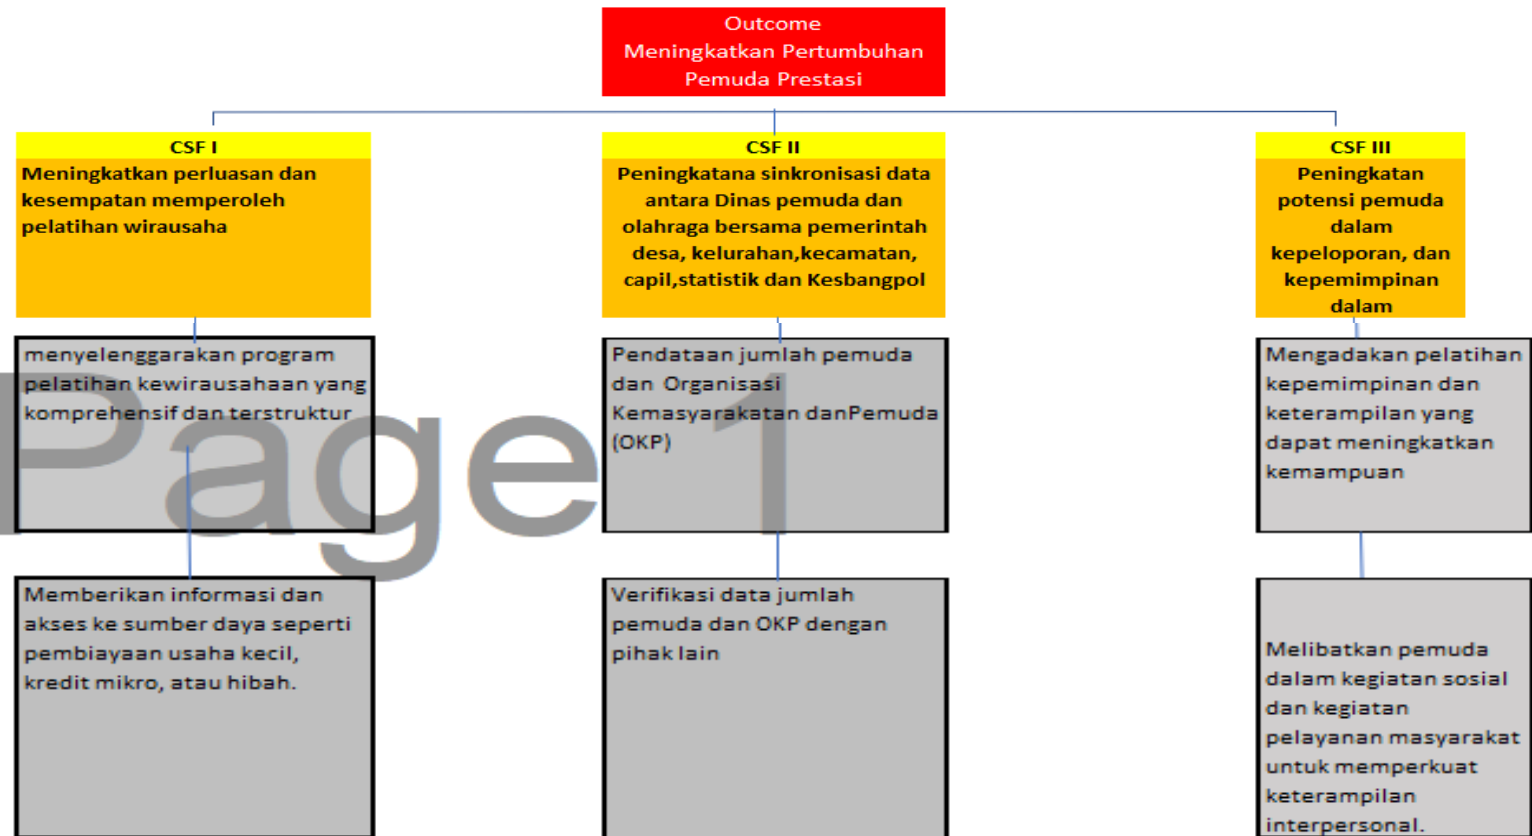 Outcome
Meningkatkan Pertumbuhan
Pemuda Prestasi
CSF I
Meningkatkan perluasan dan
kesempatan memperoleh
pelatihan wirausaha
CSF II
Peningkatana sinkronisasi data
antara Dinas pemuda dan
olahraga bersama pemerintah
desa, kelurahan,kecamatan,
capil,statistik dan Kesbangpol
CSF III
Peningkatan
potensi pemuda
dalam
kepeloporan, dan
kepemimpinan
dalam
menyelenggarakan program
pelatihan kewirausahaan yang
komprehensif dan terstruktur
Pendataan jumlah pemuda
dan Organisasi
Kemasyarakatan danPemuda
(OKP)
Mengadakan pelatihan
kepemimpinan dan
keterampilan yang
dapat meningkatkan
kemampuan
Page 1
Memberikan informasi dan
akses ke sumber daya seperti
pembiayaan usaha kecil,
kredit mikro, atau hibah.
Verifikasi data jumlah
pemuda dan OKP dengan
pihak lain
Melibatkan pemuda
dalam kegiatan sosial
dan kegiatan
pelayanan masyarakat
untuk memperkuat
keterampilan
interpersonal.